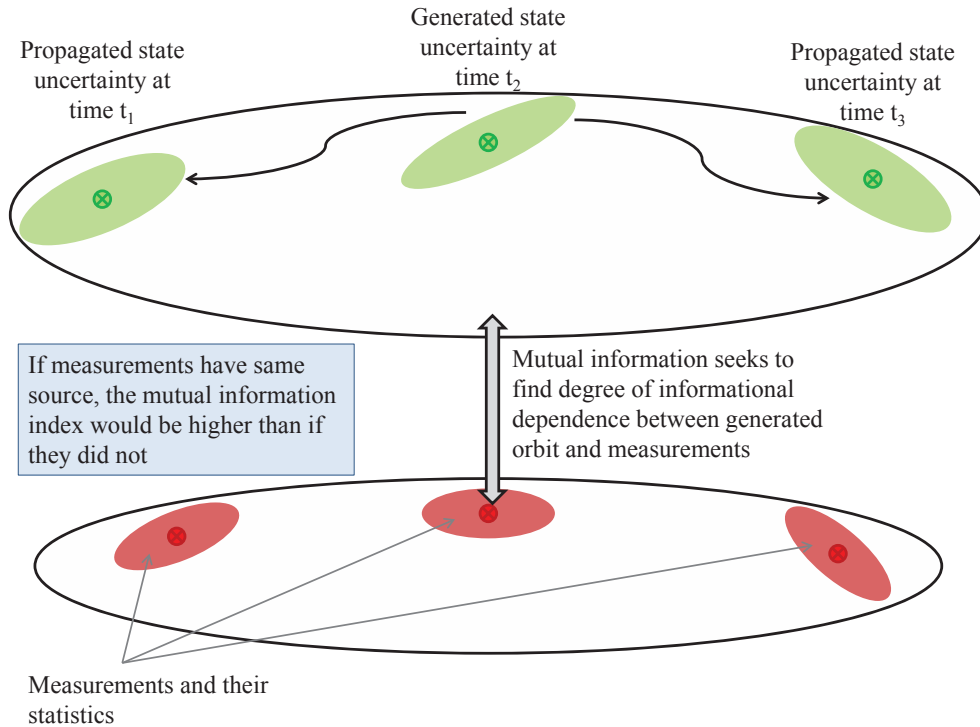 Propagated state
uncertainty at
time t₁
Generated state
uncertainty at
time t₂
Propagated state
uncertainty at
time t₃
If measurements have same
source, the mutual information
index would be higher than if
they did not
Mutual information seeks to
find degree of informational
dependence between generated
orbit and measurements
Measurements and their
statistics